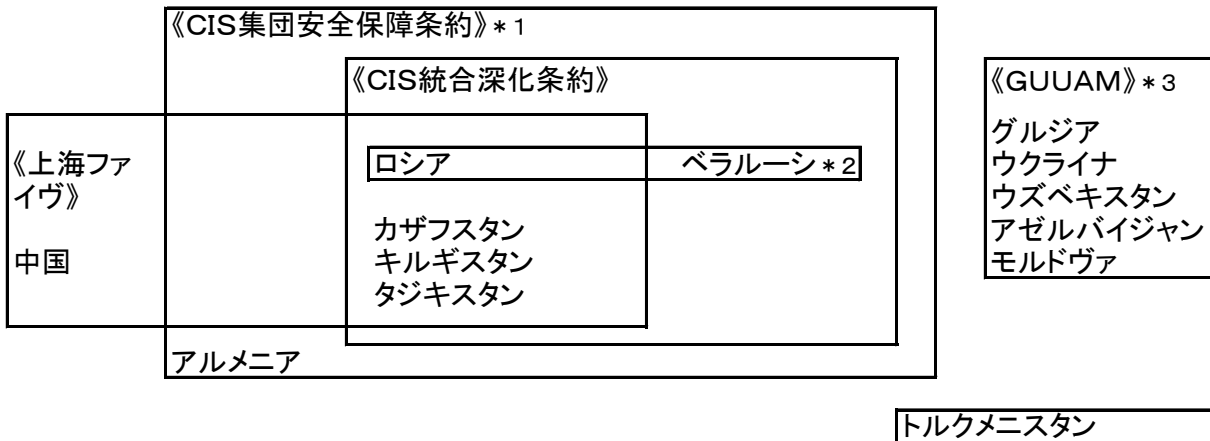 《CIS集団安全保障条約》*1
《CIS統合深化条約》
《GUUAM》*3
グルジア
ウクライナ
ウズベキスタン
アゼルバイジャン
モルドヴァ
《上海ファ
イヴ》
中国
ロシア ベラルーシ*2
カザフスタン
キルギスタン
タジキスタン
アルメニア
トルクメニスタン